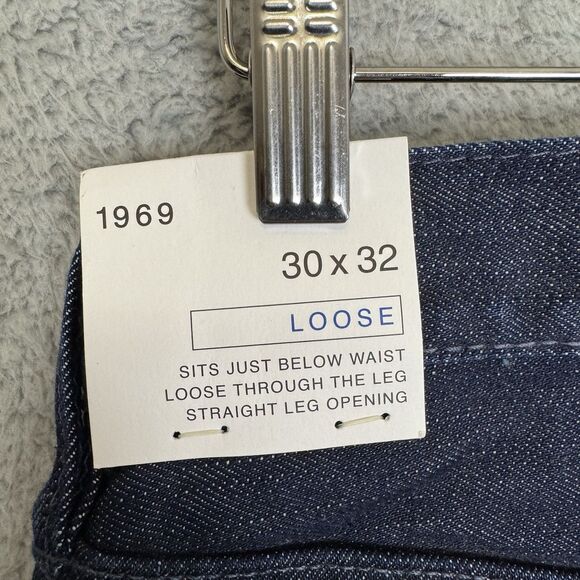 1969
30 x 32
LOOSE
SITS JUST BELOW WAIST
LOOSE THROUGH THE LEG
STRAIGHT LEG OPENING